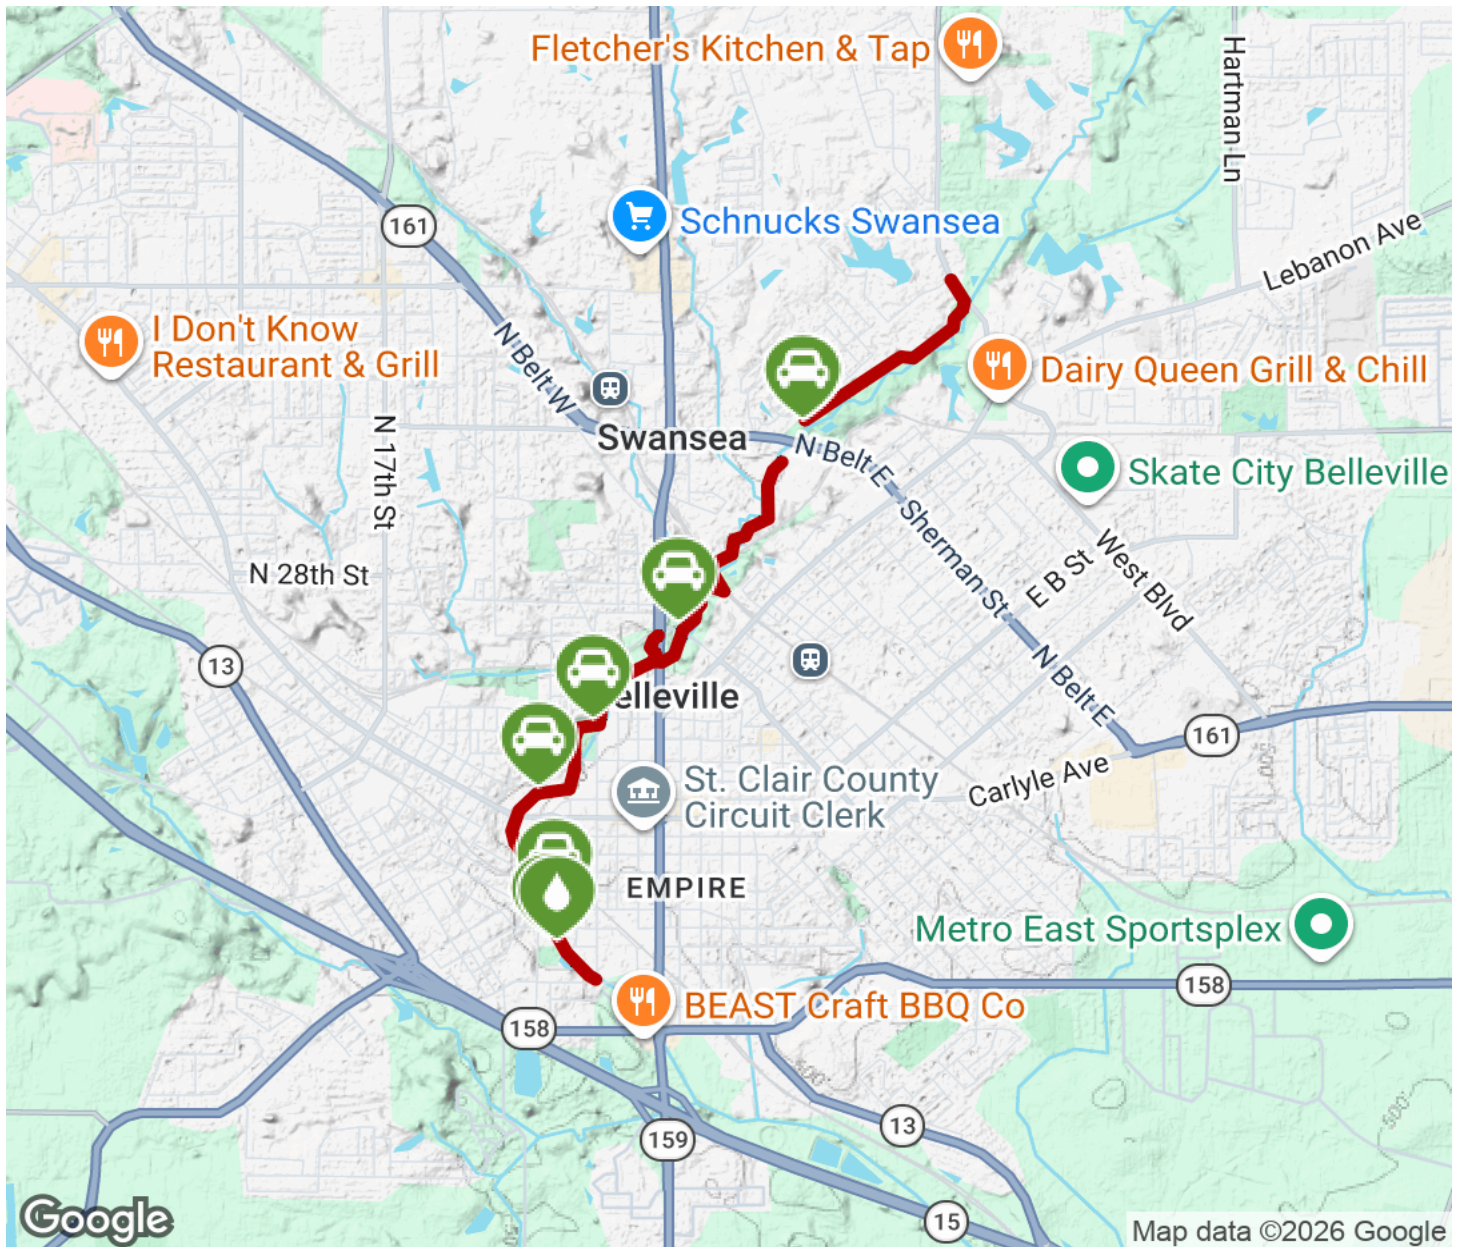 Fletcher's Kitchen & Tap
Hartman Ln
161
Schnucks Swansea
Lebanon Ave
I Don't Know
Restaurant & Grill
N Belt W
Dairy Queen Grill & Chill
Swansea
N Belt E
N 17th St
Skate City Belleville
Sherman St
West Blvd
E B St
N 28th St
13
N Belt E
elleville
161
500'
Carlyle Ave
St. Clair County
Circuit Clerk
EMPIRE
Metro East Sportsplex
158
BEAST Craft BBQ Co
158
500'
500'
13
159
15
Google
Map data ©2026 Google